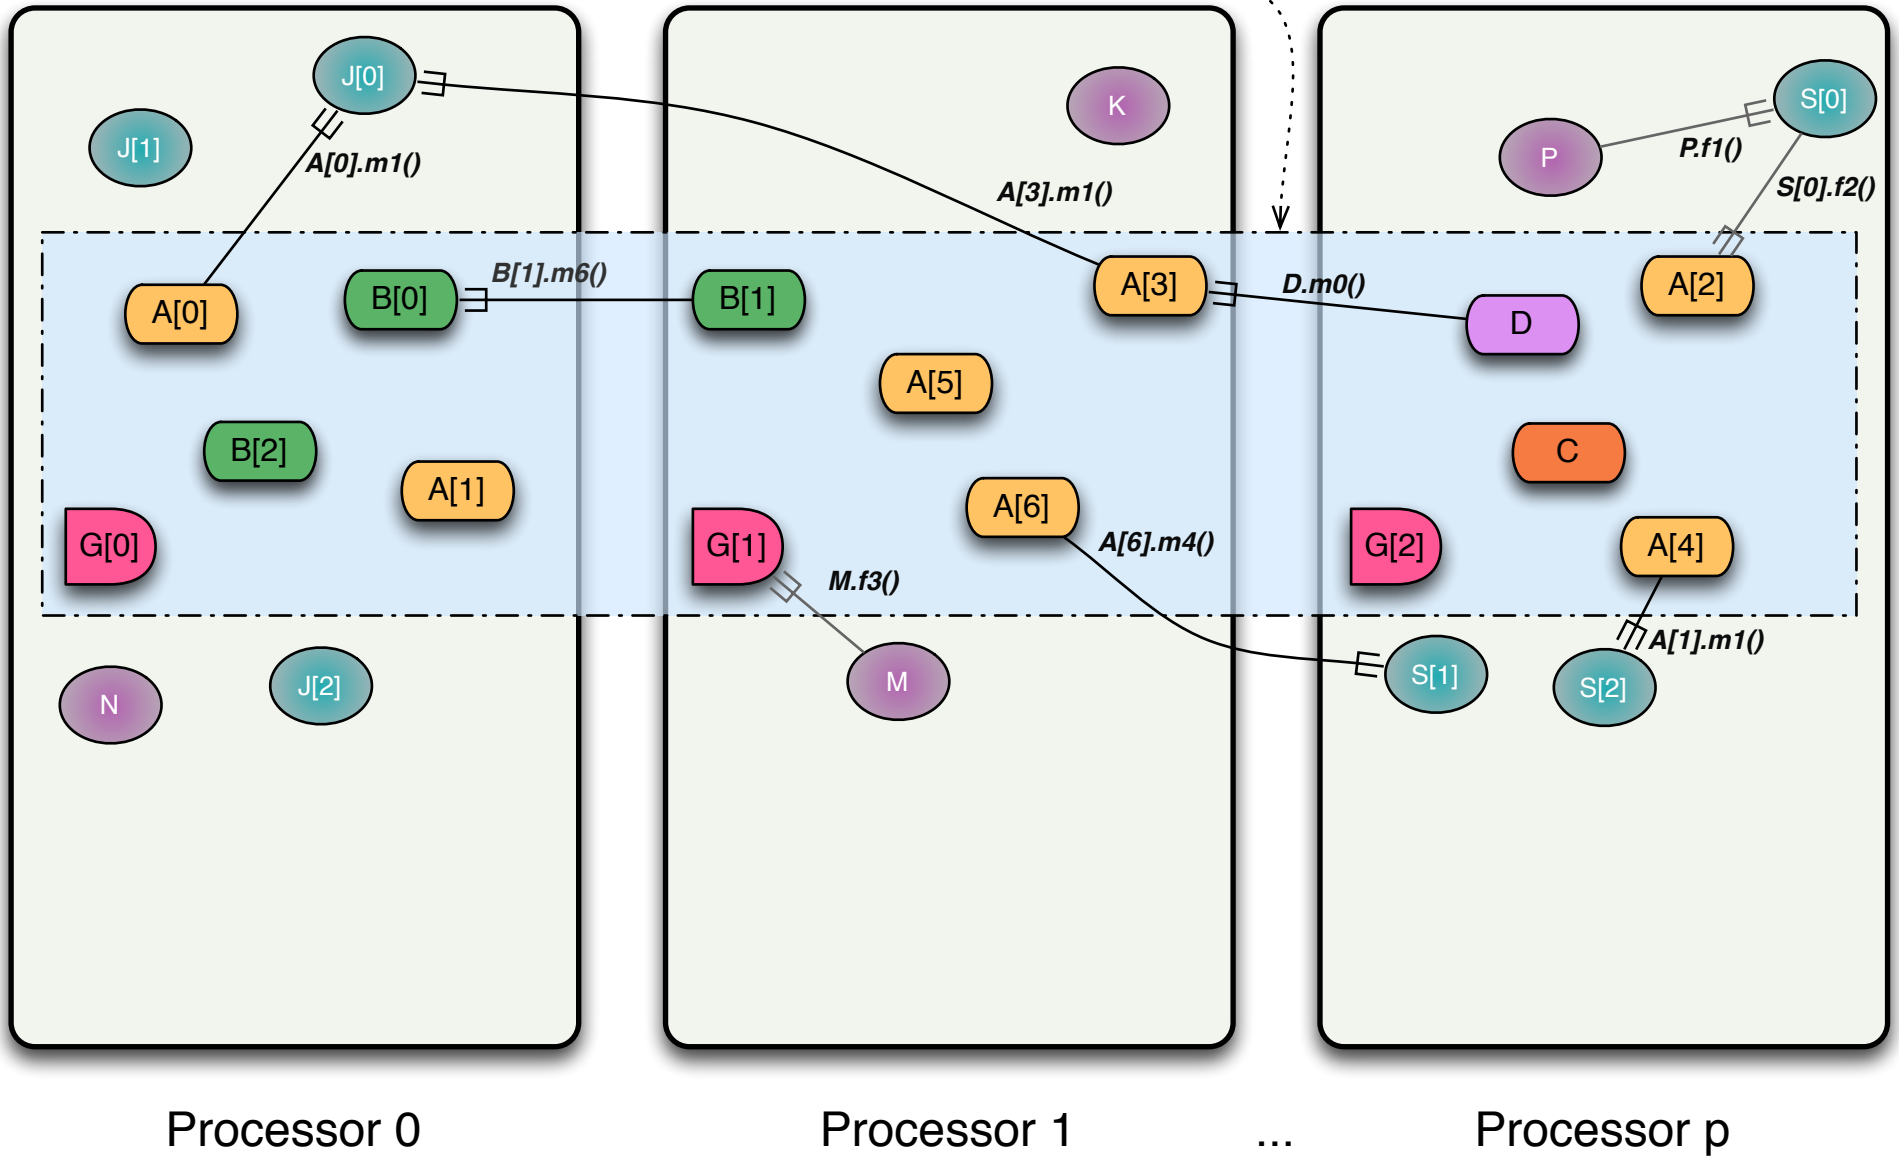 J[0]
J[1]
A[0].m1()
K
A[3].m1()
S[0]
P
P.f1()
S[0].f2()
A[0]
B[0]
B[1].m6()
B[1]
A[3]
D.m0()
D
A[2]
A[5]
B[2]
A[1]
C
A[6]
A[6].m4()
G[0]
G[1]
M.f3()
G[2]
A[4]
A[1].m1()
N
J[2]
M
S[1]
S[2]
Processor 0
Processor 1
...
Processor p